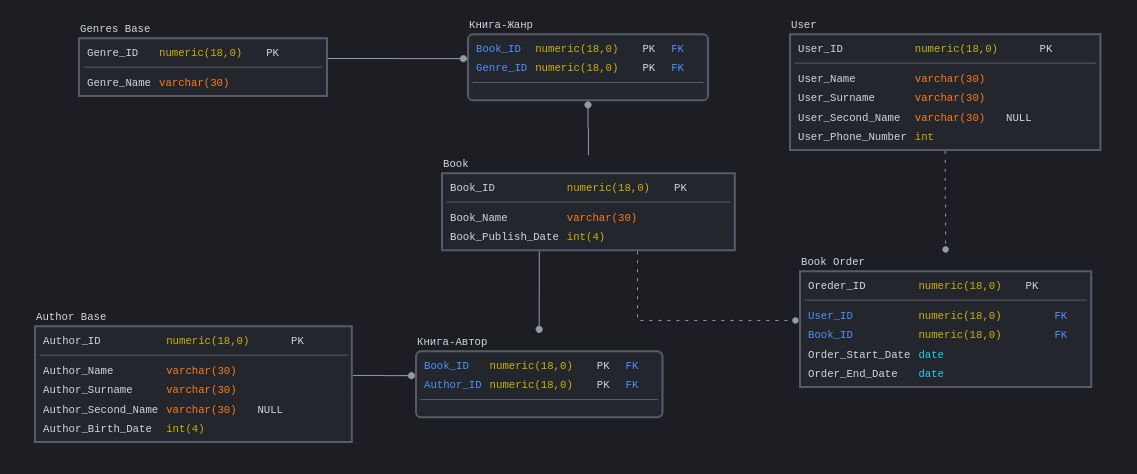 Genres Base
Genre_ID numeric(18,0) PK
Genre_Name varchar(30)
Книга-Жанр
Book_ID numeric(18,0) PK FK
Genre_ID numeric(18,0) PK FK
User
User_ID numeric(18,0) PK
User_Name varchar(30)
User_Surname varchar(30)
User_Second_Name varchar(30) NULL
User_Phone_Number int
Book
Book_ID numeric(18,0) PK
Book_Name varchar(30)
Book_Publish_Date int(4)
Book Order
Oreder_ID numeric(18,0) PK
User_ID numeric(18,0) FK
Book_ID numeric(18,0) FK
Order_Start_Date date
Order_End_Date date
Author Base
Author_ID numeric(18,0) PK
Author_Name varchar(30)
Author_Surname varchar(30)
Author_Second_Name varchar(30) NULL
Author_Birth_Date int(4)
Книга-Автор
Book_ID numeric(18,0) PK FK
Author_ID numeric(18,0) PK FK